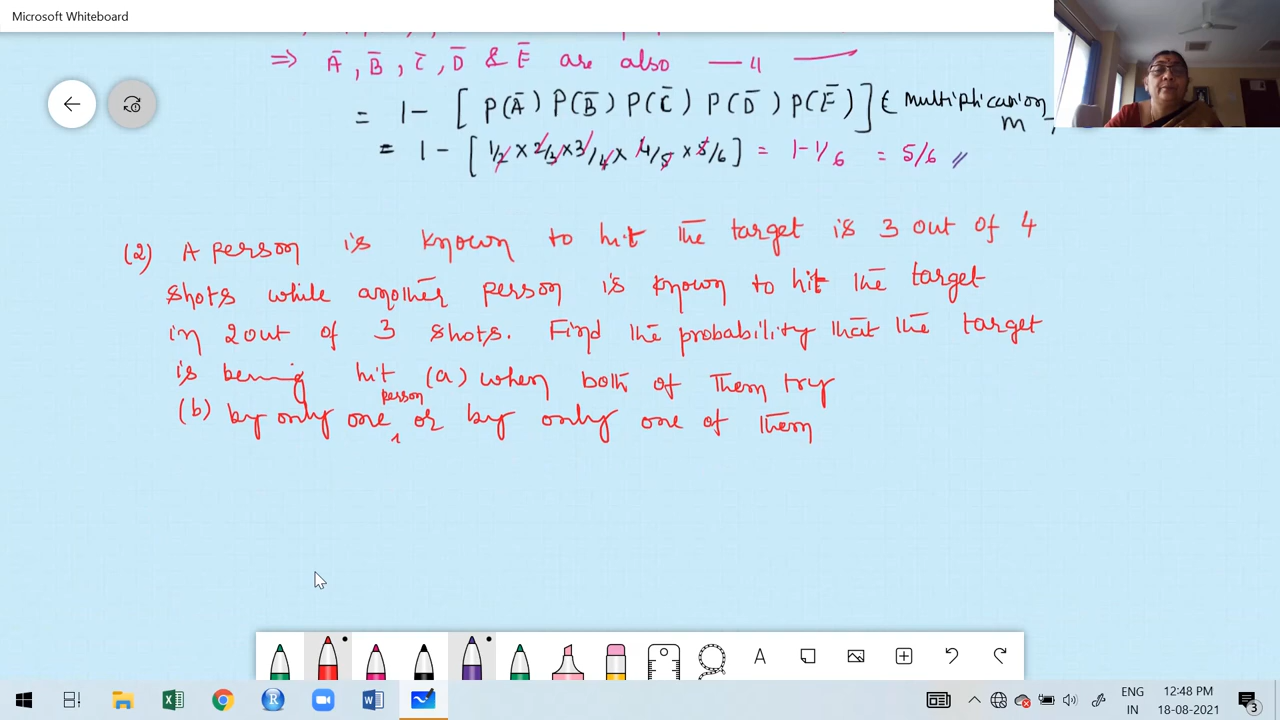 Microsoft Whiteboard
⇒ Ā, B̄, C̄, D̄ & Ē are also — 11 —
= 1 - [ P(Ā) P(B̄) P(C̄) P(D̄) P(Ē) ] { multiplication
= 1 - [ 1/2 × 2/3 × 3/4 × 4/5 × 5/6 ] = 1-1/6 = 5/6 //
(2) A person is known to hit the target is 3 out of 4
shots while another person is known to hit the target
in 2 out of 3 shots. Find the probability that the target
is being hit (a) when both of them try
(b) by only one person or by only one of them
A
ENG
IN
12:48 PM
18-08-2021
3